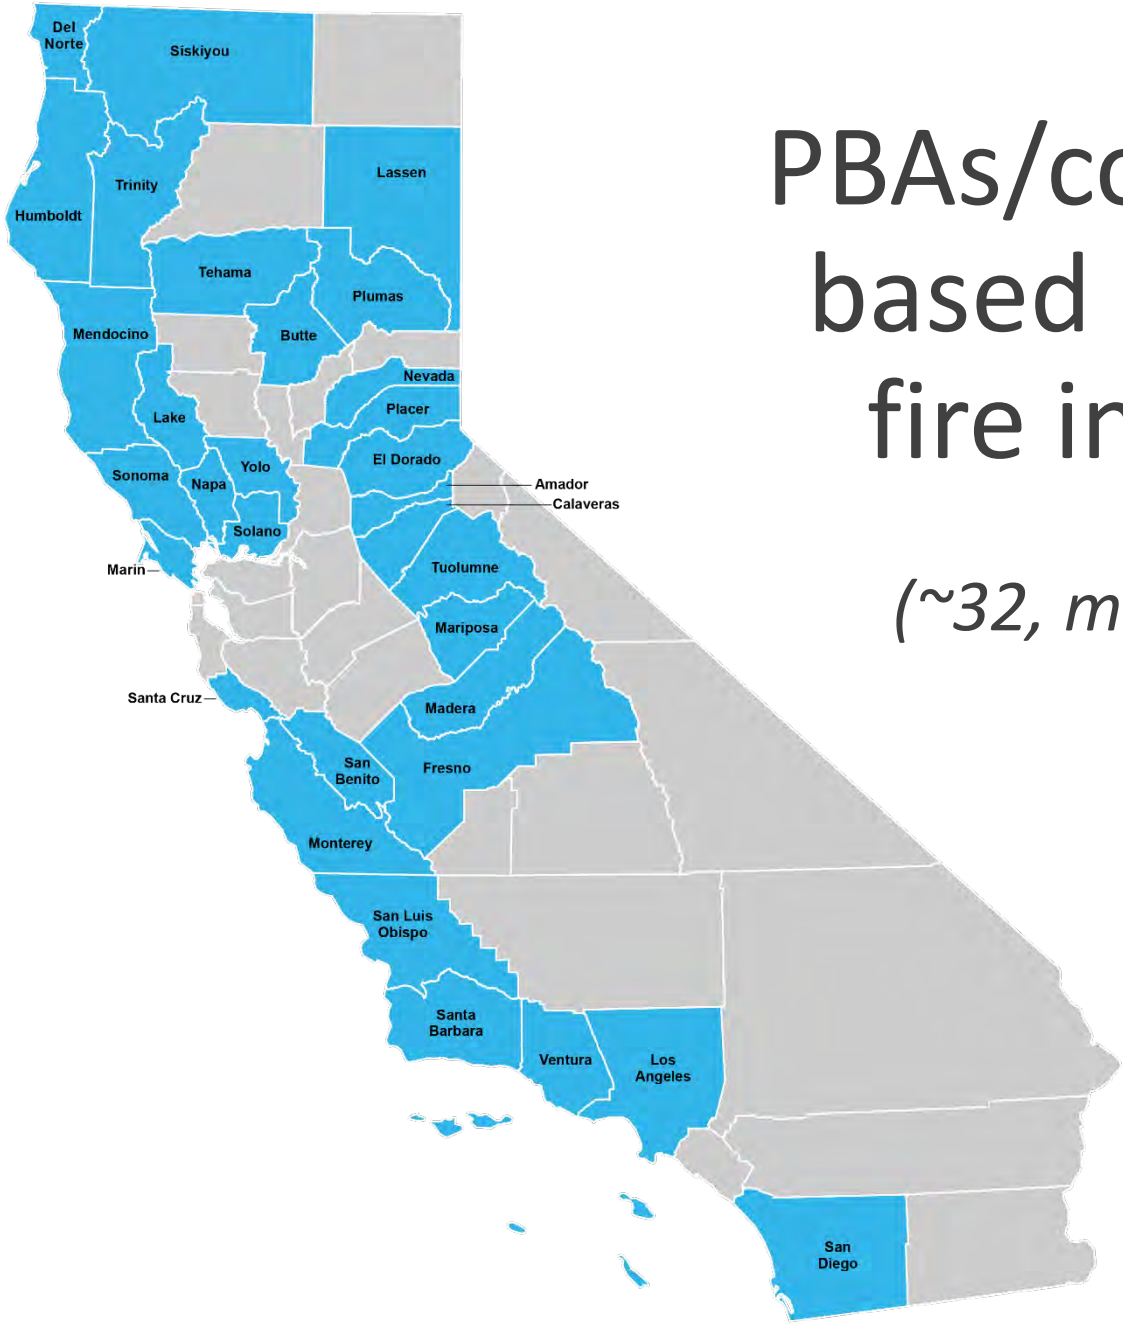 Del
Norte
Siskiyou
Lassen
Trinity
Humboldt
Tehama
Plumas
Mendocino
Butte
Nevada
Placer
Lake
El Dorado
Yolo
Sonoma
Napa
Amador
Calaveras
Solano
Marin
Tuolumne
Mariposa
Santa Cruz
Madera
San
Benito
Fresno
Monterey
San Luis
Obispo
Santa
Barbara
Ventura
Los
Angeles
San
Diego
PBAs/co
based
fire in
(~32, m